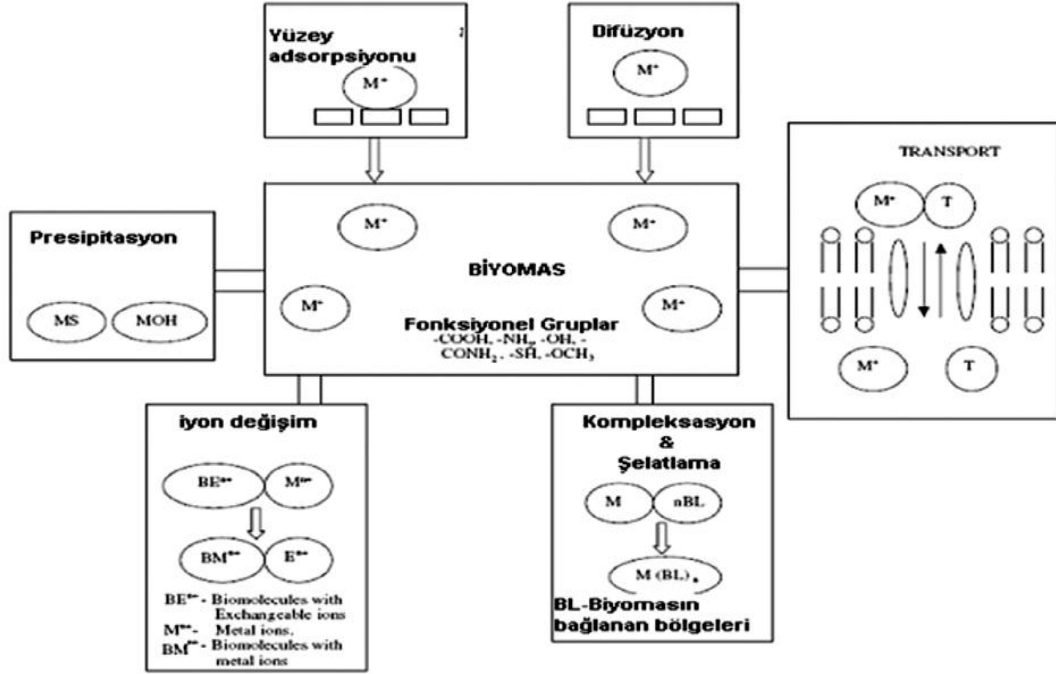 Yüzey
adsorpsiyonu
M⁺
Difüzyon
M⁺
TRANSPORT
M⁺ T
M⁺ T
Presipitasyon
MS MOH
M⁺ M⁺
BİYOMAS
M⁺ M⁺
Fonksiyonel Gruplar
-COOH, -NH , -OH, -
CONH₂, -SH, -OCH₃
iyon değişim
BEⁿ⁺ Mⁿ⁺
BMⁿ⁺ Eⁿ⁺
BEⁿ⁺ - Biomolecules with
Exchangeable ions
Mⁿ⁺ - Metal ions.
BMⁿ⁺ - Biomolecules with
metal ions
Kompleksasyon
&
Şelatlama
M nBL
M (BL)
BL-Biyomasın
bağlanan bölgeleri